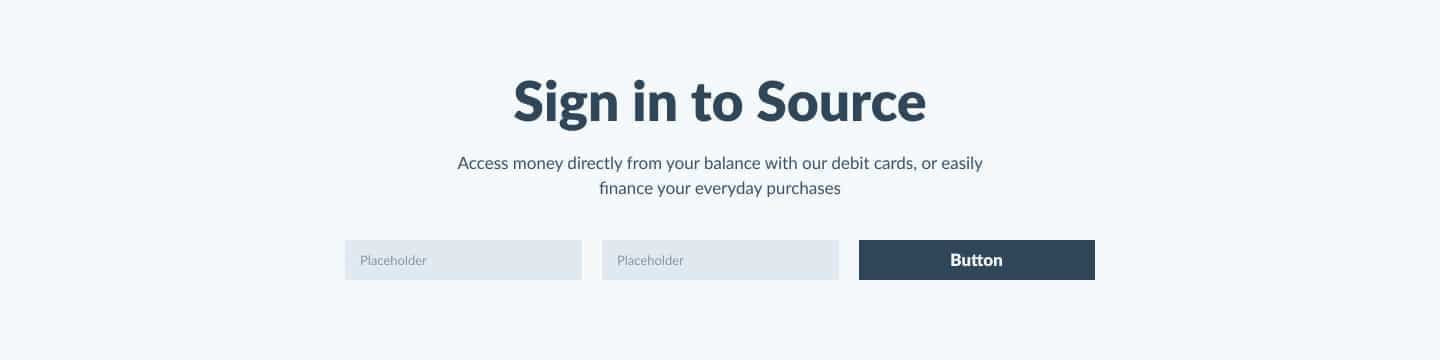 Sign in to Source
Access money directly from your balance with our debit cards, or easily
finance your everyday purchases
Placeholder
Placeholder
Button